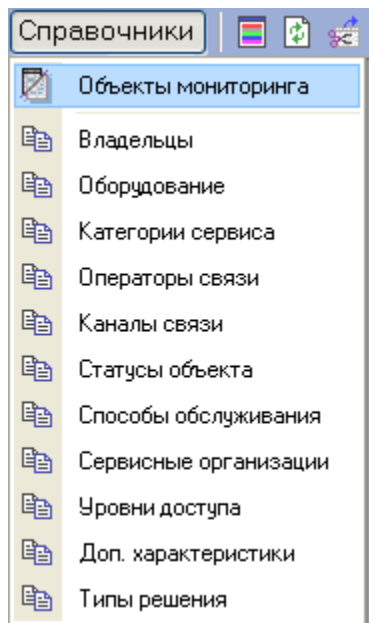 Справочники
Объекты мониторинга
Владельцы
Оборудование
Категории сервиса
Операторы связи
Каналы связи
Статусы объекта
Способы обслуживания
Сервисные организации
Уровни доступа
Доп. характеристики
Типы решения